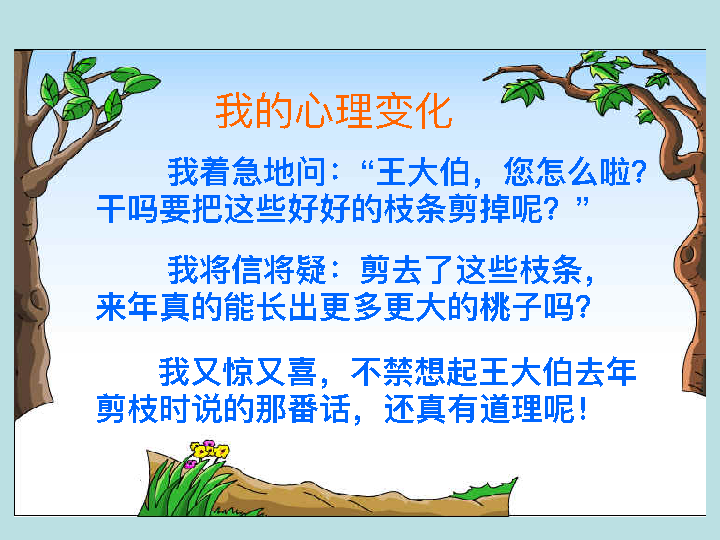 我的心理变化
我着急地问：“王大伯，您怎么啦？
干吗要把这些好好的枝条剪掉呢？”
我将信将疑：剪去了这些枝条，
来年真的能长出更多更大的桃子吗？
我又惊又喜，不禁想起王大伯去年
剪枝时说的那番话，还真有道理呢！